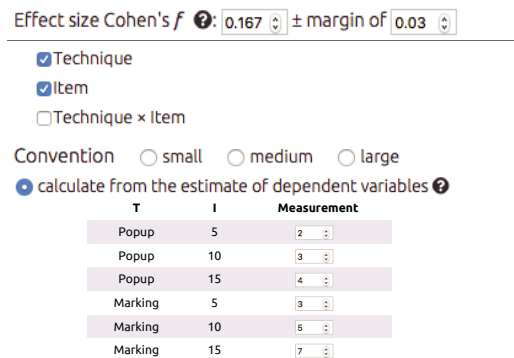 Effect size Cohen's f ?: 0.167 ± margin of 0.03
Technique
Item
Technique × Item
Convention small medium large
calculate from the estimate of dependent variables ?
T I Measurement
Popup 5 2
Popup 10 3
Popup 15 4
Marking 5 3
Marking 10 5
Marking 15 7